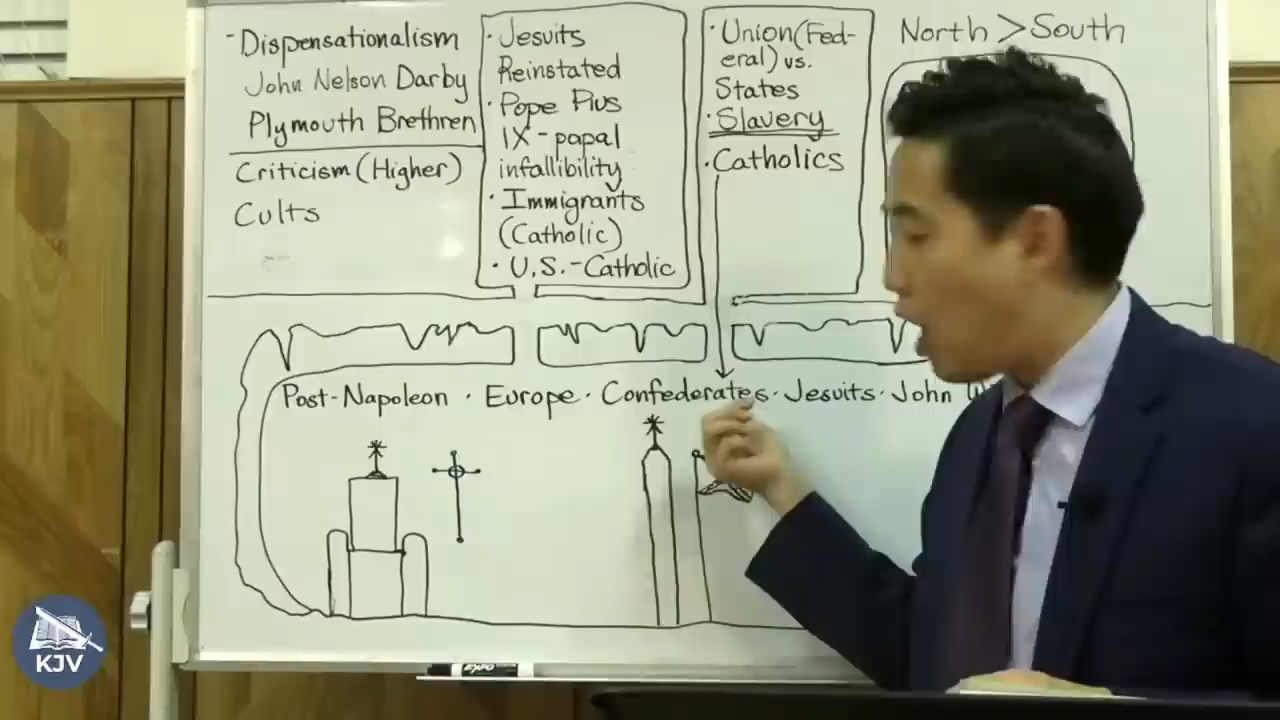 - Dispensationalism
John Nelson Darby
Plymouth Brethren
Criticism (Higher)
Cults
· Jesuits
Reinstated
· Pope Pius
IX - papal
infallibility
· Immigrants
(Catholic)
· U.S. - Catholic
· Union (Fed-
eral) vs.
States
· Slavery
· Catholics
North > South
Post-Napoleon · Europe · Confederates · Jesuits · John
KJV